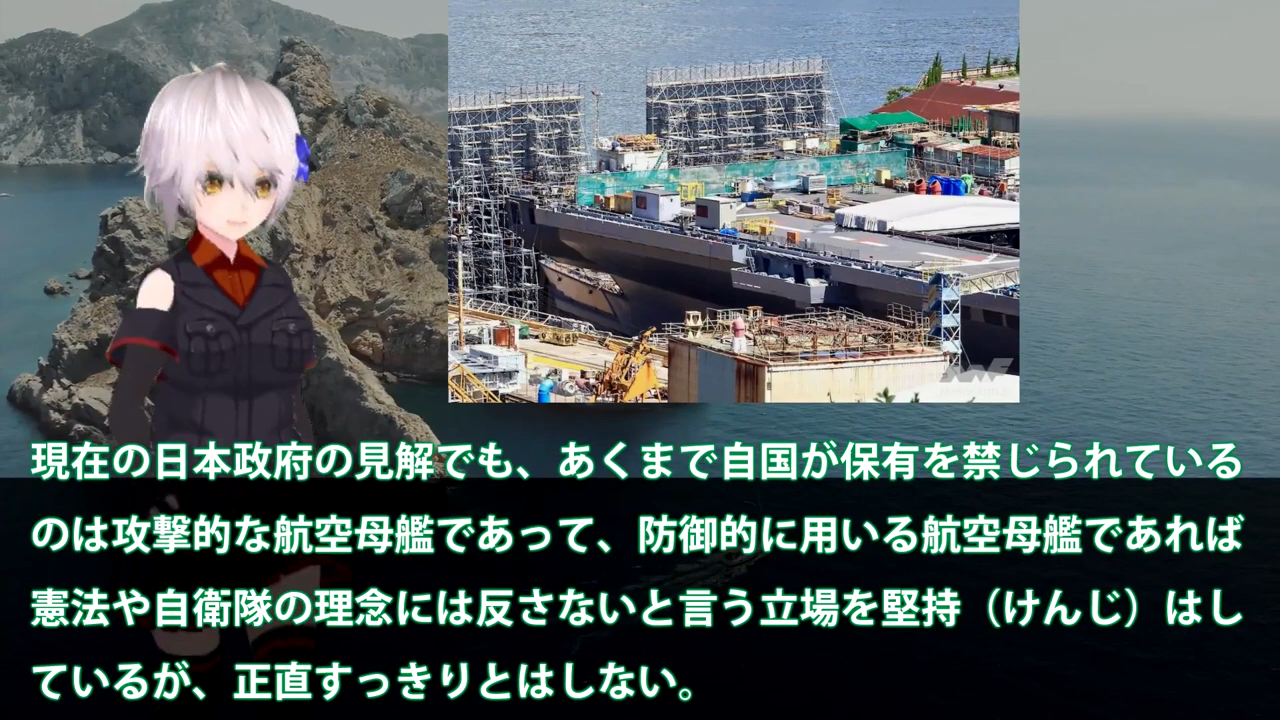 現在の日本政府の見解でも、あくまで自国が保有を禁じられている
のは攻撃的な航空母艦であって、防御的に用いる航空母艦であれば
憲法や自衛隊の理念には反さないと言う立場を堅持（けんじ）はし
ているが、正直すっきりとはしない。